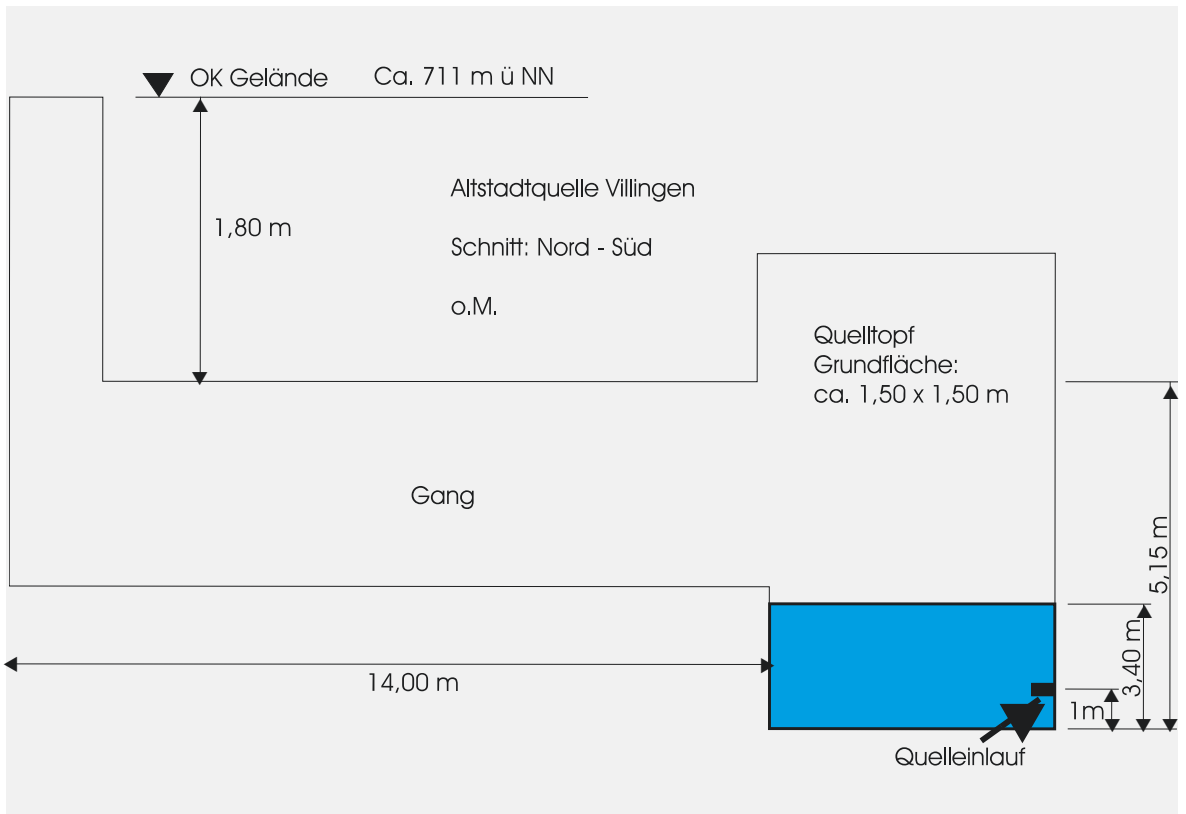 OK Gelände Ca. 711 m ü NN
Altstadtquelle Villingen
1,80 m
Schnitt: Nord - Süd
o.M.
Quelltopf
Grundfläche:
ca. 1,50 x 1,50 m
Gang
5,15 m
3,40 m
14,00 m
1m
Quelleinlauf